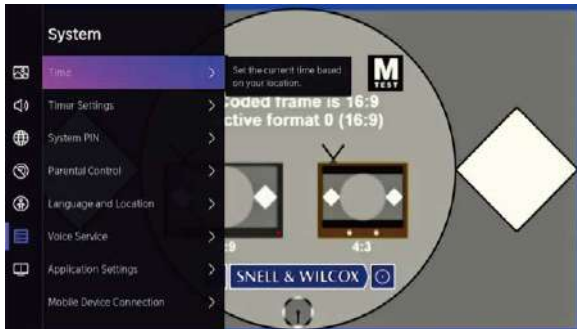 System
Time
Set the current time based
on your location.
Timer Settings
System PIN
Parental Control
Language and Location
Voice Service
Application Settings
Mobile Device Connection
M
TEST
Coded frame is 16:9
ctive format 0 (16:9)
:9
4:3
SNELL & WILCOX